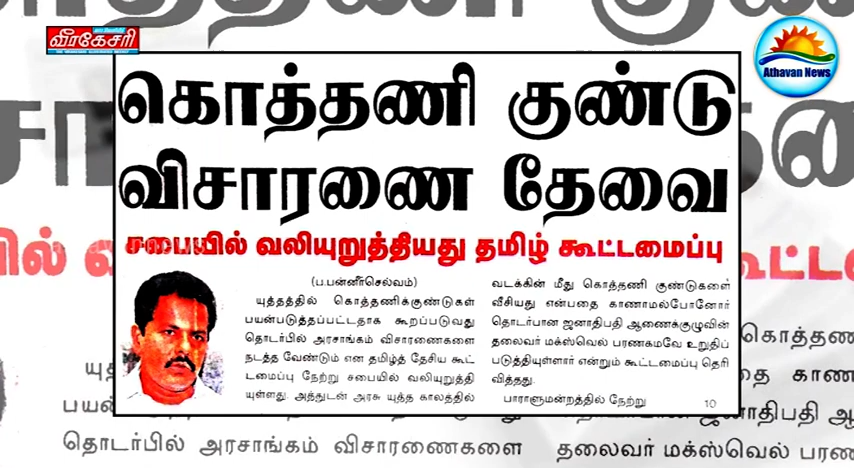 வீரகேசரி
Athavan News
கொத்தணி குண்டு
விசாரணை தேவை
சபையில் வலியுறுத்தியது தமிழ் கூட்டமைப்பு
(ப.பன்னீர்செல்வம்)
யுத்தத்தில் கொத்தணிக்குண்டுகள்
பயன்படுத்தப்பட்டதாக கூறப்படுவது
தொடர்பில் அரசாங்கம் விசாரணைகளை
நடத்த வேண்டும் என தமிழ்த் தேசிய கூட்
டமைப்பு நேற்று சபையில் வலியுறுத்தி
யுள்ளது. அத்துடன் அரசு யுத்த காலத்தில்
வடக்கின் மீது கொத்தணி குண்டுகளை
வீசியது என்பதை காணாமல்போனோர்
தொடர்பான ஜனாதிபதி ஆணைக்குழுவின்
தலைவர் மக்ஸ்வெல் பரணகமவே உறுதிப்
படுத்தியுள்ளார் என்றும் கூட்டமைப்பு தெரி
வித்தது.
பாராளுமன்றத்தில் நேற்று 10